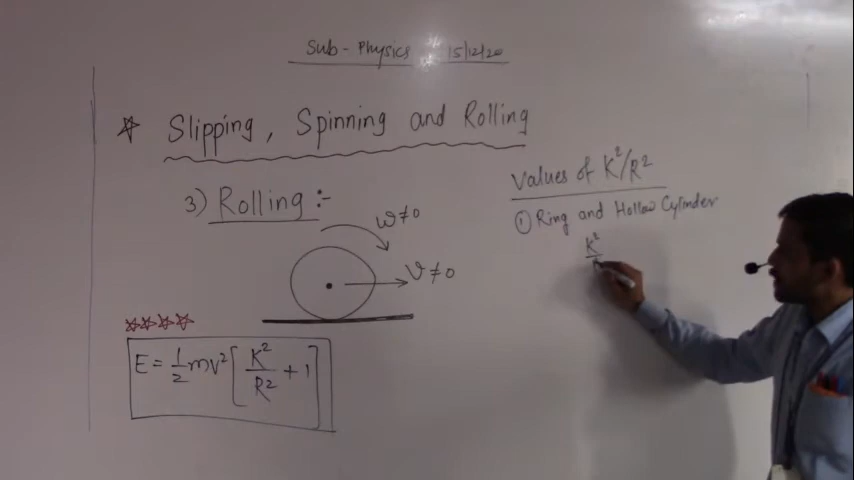 Sub - Physics 15/12/20
☆ Slipping, Spinning and Rolling
3) Rolling :-
ω≠0
V≠0
☆☆☆☆
E = 1/2 mv² [K²/R² + 1]
Values of K²/R²
① Ring and Hollow Cylinder
K²